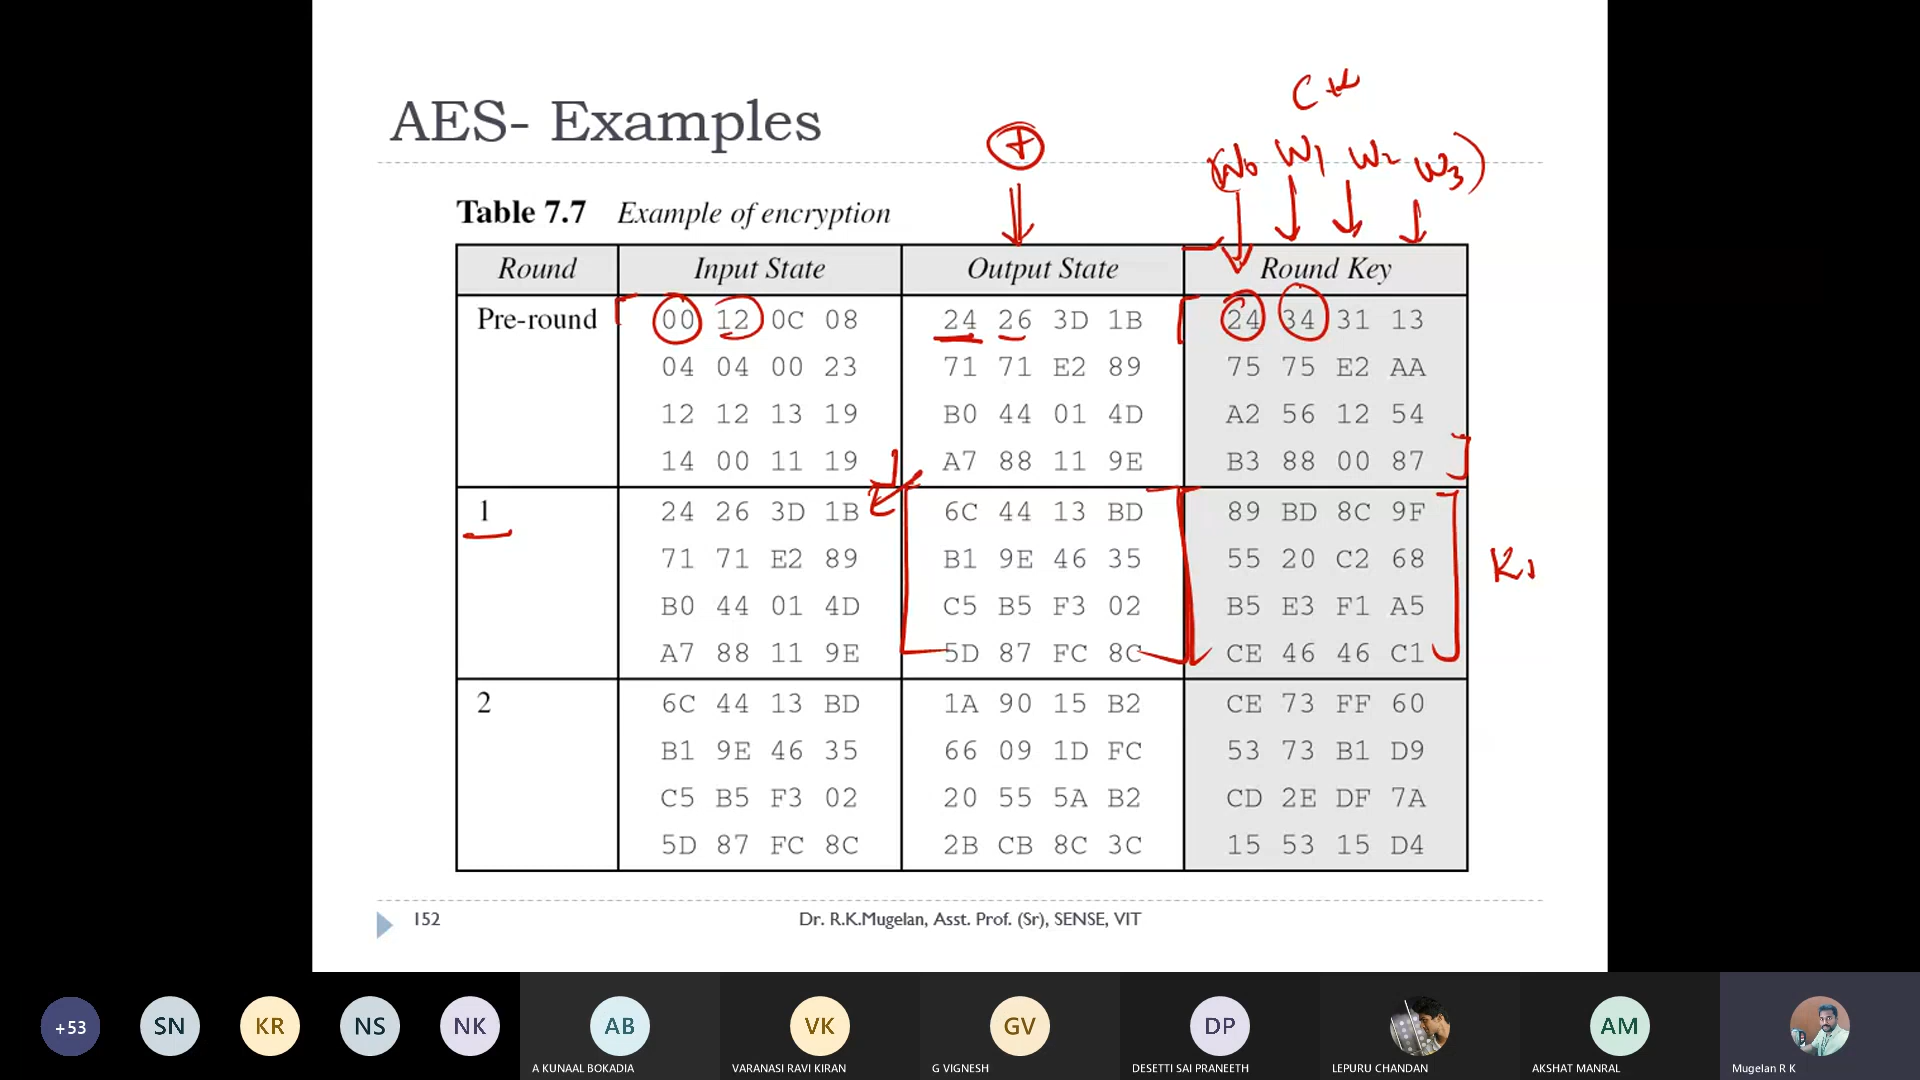 C K
AES- Examples
+
(W0 W1 W2 W3)
Table 7.7 Example of encryption
Round Input State Output State Round Key
Pre-round 00 12 0C 08 24 26 3D 1B 24 34 31 13
04 04 00 23 71 71 E2 89 75 75 E2 AA
12 12 13 19 B0 44 01 4D A2 56 12 54
14 00 11 19 A7 88 11 9E B3 88 00 87
1 24 26 3D 1B 6C 44 13 BD 89 BD 8C 9F
71 71 E2 89 B1 9E 46 35 55 20 C2 68
K1
B0 44 01 4D C5 B5 F3 02 B5 E3 F1 A5
A7 88 11 9E 5D 87 FC 8C CE 46 46 C1
2 6C 44 13 BD 1A 90 15 B2 CE 73 FF 60
B1 9E 46 35 66 09 1D FC 53 73 B1 D9
C5 B5 F3 02 20 55 5A B2 CD 2E DF 7A
5D 87 FC 8C 2B CB 8C 3C 15 53 15 D4
152 Dr. R.K.Mugelan, Asst. Prof. (Sr), SENSE, VIT
+53 SN KR NS NK AB VK GV DP AM
A KUNAAL BOKADIA VARANASI RAVI KIRAN G VIGNESH DESETTI SAI PRANEETH LEPURU CHANDAN AKSHAT MANRAL Mugelan R K